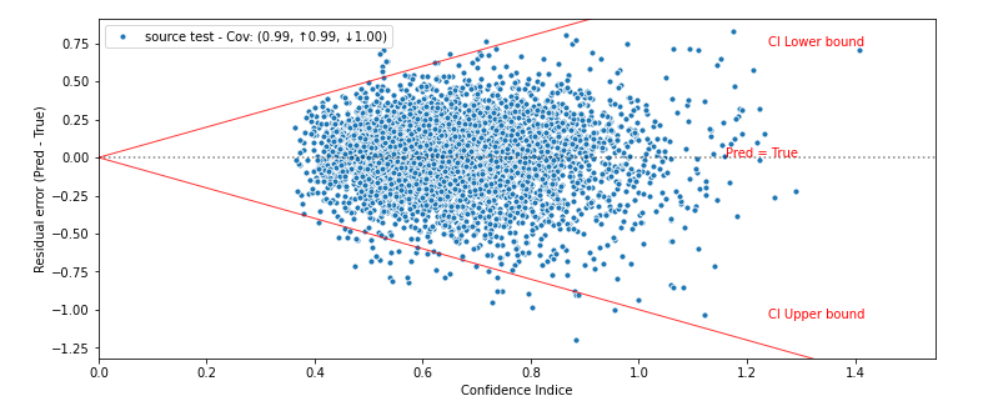 source test - Cov: (0.99, ↑0.99, ↓1.00)
CI Lower bound
Pred = True
CI Upper bound
Residual error (Pred - True)
0.75
0.50
0.25
0.00
−0.25
−0.50
−0.75
−1.00
−1.25
0.0 0.2 0.4 0.6 0.8 1.0 1.2 1.4
Confidence Indice